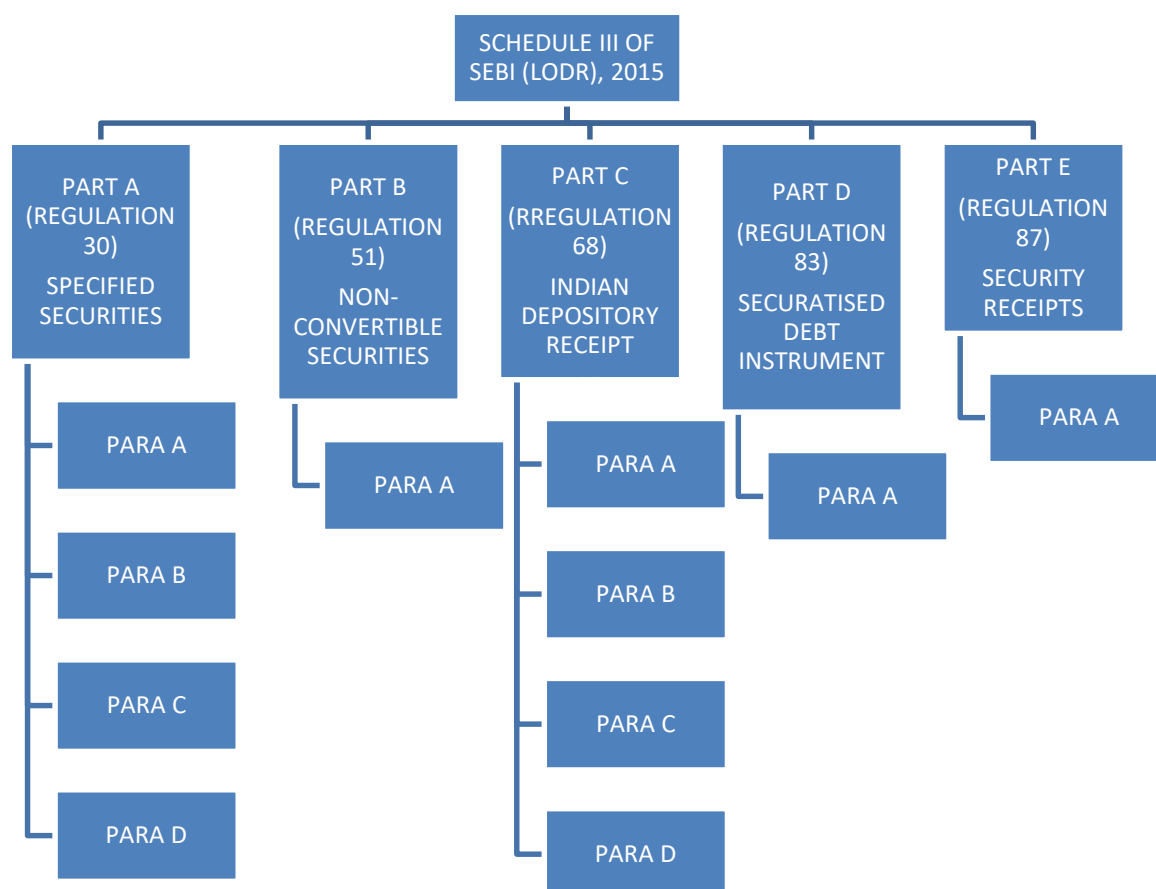 SCHEDULE III OF
SEBI (LODR), 2015
PART A
(REGULATION
30)
SPECIFIED
SECURITIES
PARA A
PARA B
PARA C
PARA D
PART B
(REGULATION
51)
NON-
CONVERTIBLE
SECURITIES
PARA A
PART C
(RREGULATION
68)
INDIAN
DEPOSITORY
RECEIPT
PARA A
PARA B
PARA C
PARA D
PART D
(REGULATION
83)
SECURATISED
DEBT
INSTRUMENT
PARA A
PART E
(REGULATION
87)
SECURITY
RECEIPTS
PARA A